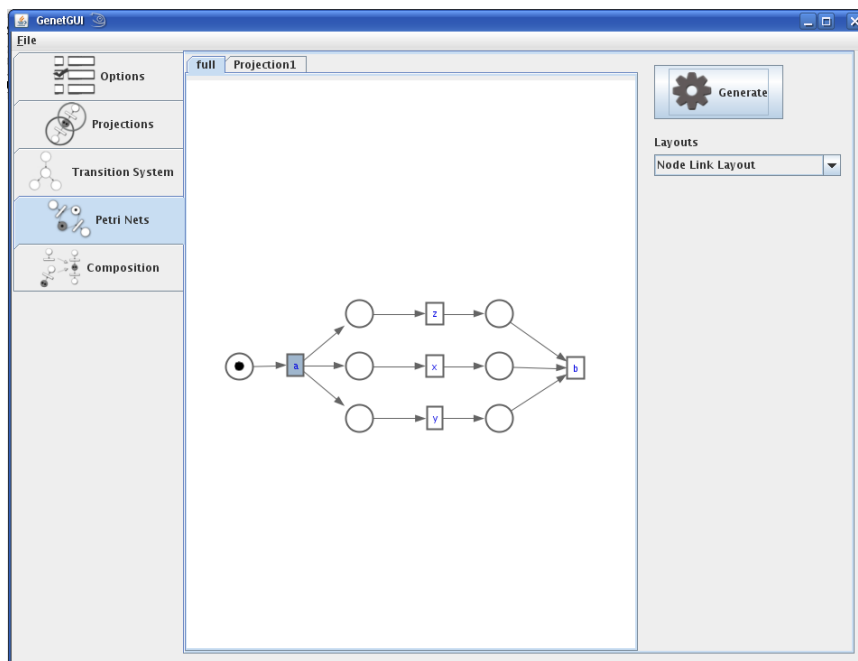 GenetGUI
File
Options
Projections
Transition System
Petri Nets
Composition
full
Projection1
z
a
x
b
y
Generate
Layouts
Node Link Layout